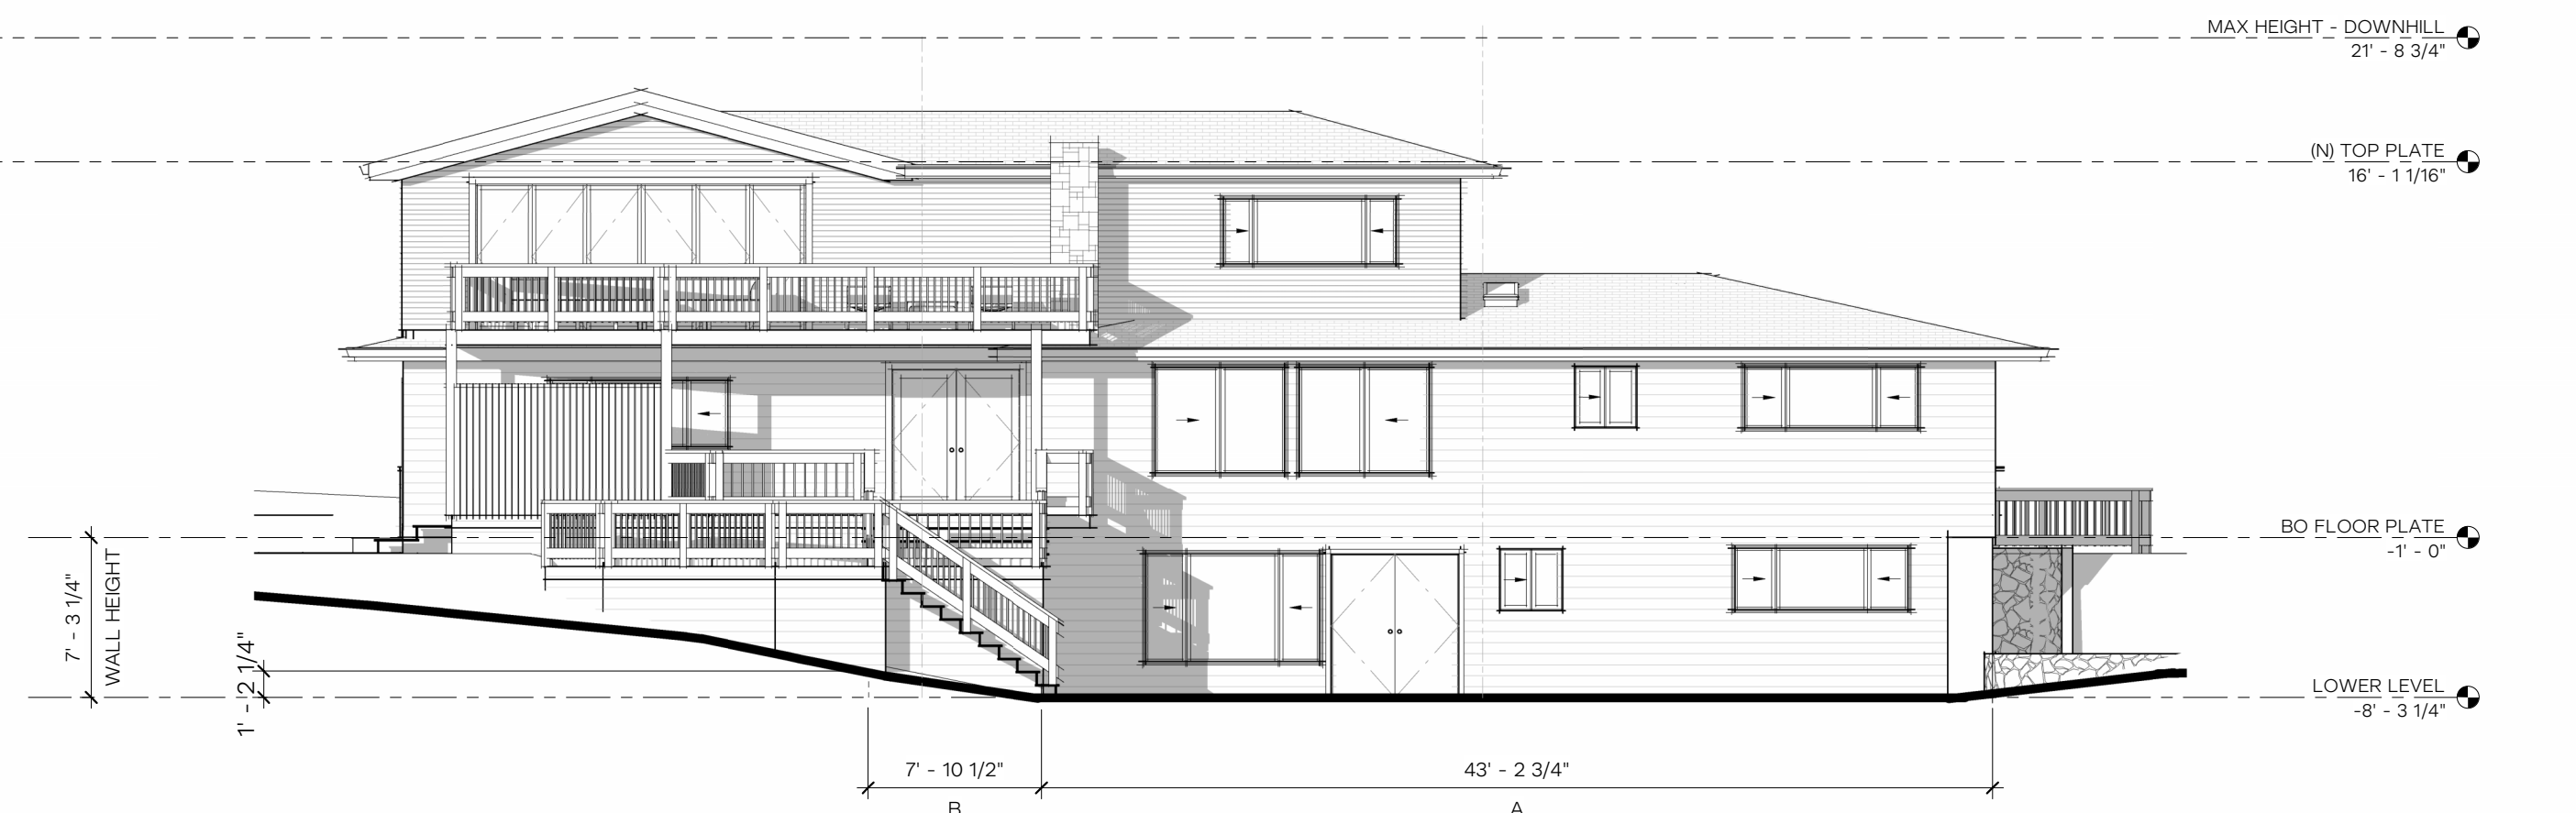 MAX HEIGHT - DOWNHILL
21' - 8 3/4"
(N) TOP PLATE
16' - 1 1/16"
BO FLOOR PLATE
-1' - 0"
7' - 3 1/4"
WALL HEIGHT
1' - 2 1/4"
LOWER LEVEL
-8' - 3 1/4"
7' - 10 1/2"
43' - 2 3/4"
B
A